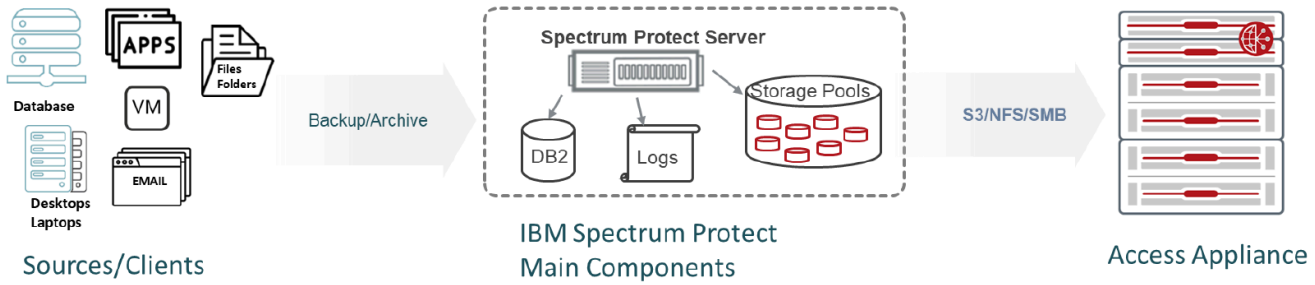 Database
APPS
Files
Folders
VM
Desktops
Laptops
EMAIL
Sources/Clients
Backup/Archive
Spectrum Protect Server
DB2
Logs
Storage Pools
IBM Spectrum Protect
Main Components
S3/NFS/SMB
Access Appliance